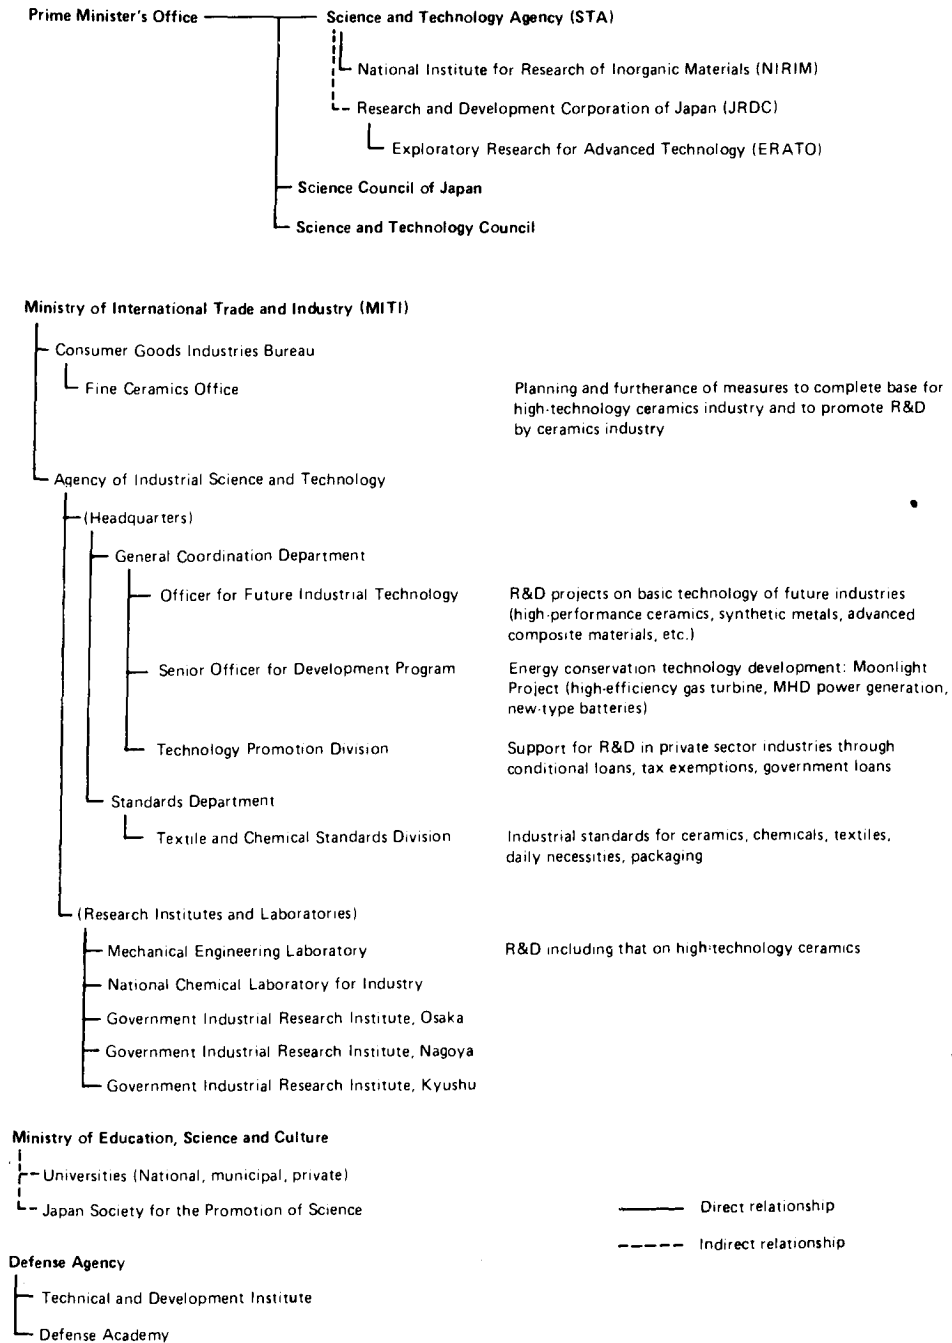 Prime Minister's Office
Science and Technology Agency (STA)
National Institute for Research of Inorganic Materials (NIRIM)
Research and Development Corporation of Japan (JRDC)
Exploratory Research for Advanced Technology (ERATO)
Science Council of Japan
Science and Technology Council
Ministry of International Trade and Industry (MITI)
Consumer Goods Industries Bureau
Fine Ceramics Office
Planning and furtherance of measures to complete base for
high-technology ceramics industry and to promote R&D
by ceramics industry
Agency of Industrial Science and Technology
(Headquarters)
General Coordination Department
Officer for Future Industrial Technology
R&D projects on basic technology of future industries
(high-performance ceramics, synthetic metals, advanced
composite materials, etc.)
Senior Officer for Development Program
Energy conservation technology development: Moonlight
Project (high-efficiency gas turbine, MHD power generation,
new-type batteries)
Technology Promotion Division
Support for R&D in private sector industries through
conditional loans, tax exemptions, government loans
Standards Department
Textile and Chemical Standards Division
Industrial standards for ceramics, chemicals, textiles,
daily necessities, packaging
(Research Institutes and Laboratories)
Mechanical Engineering Laboratory
R&D including that on high-technology ceramics
National Chemical Laboratory for Industry
Government Industrial Research Institute, Osaka
Government Industrial Research Institute, Nagoya
Government Industrial Research Institute, Kyushu
Ministry of Education, Science and Culture
Universities (National, municipal, private)
Japan Society for the Promotion of Science
Direct relationship
Indirect relationship
Defense Agency
Technical and Development Institute
Defense Academy